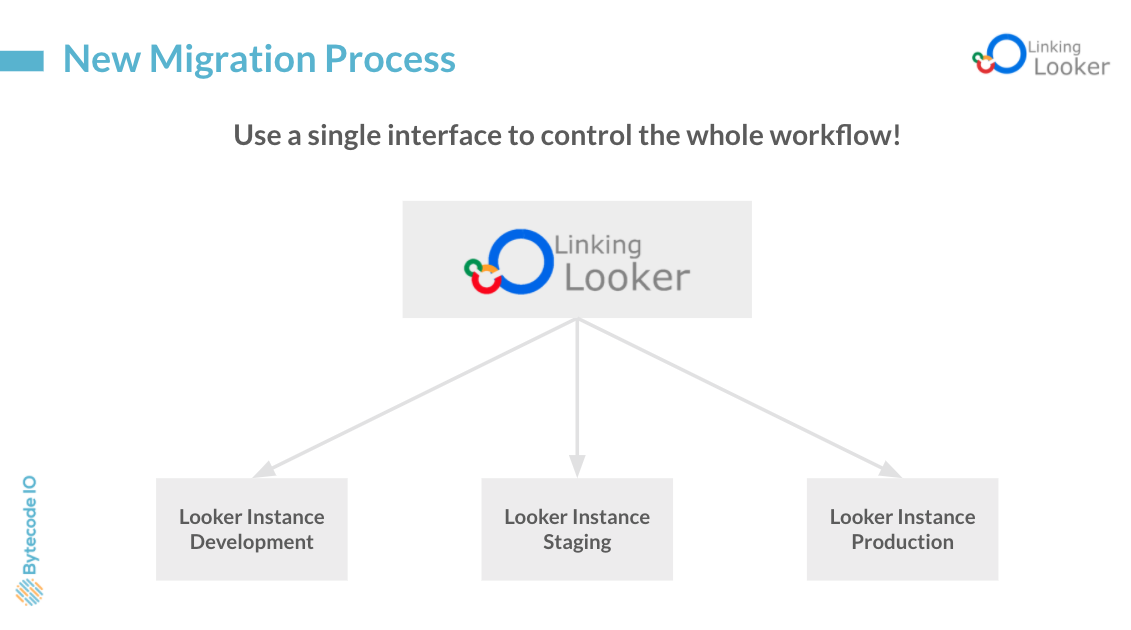 New Migration Process
Linking
Looker
Use a single interface to control the whole workflow!
Linking
Looker
Looker Instance
Development
Looker Instance
Staging
Looker Instance
Production
Bytecode IO